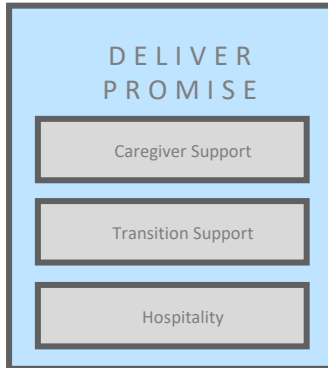 DELIVER
PROMISE
Caregiver Support
Transition Support
Hospitality